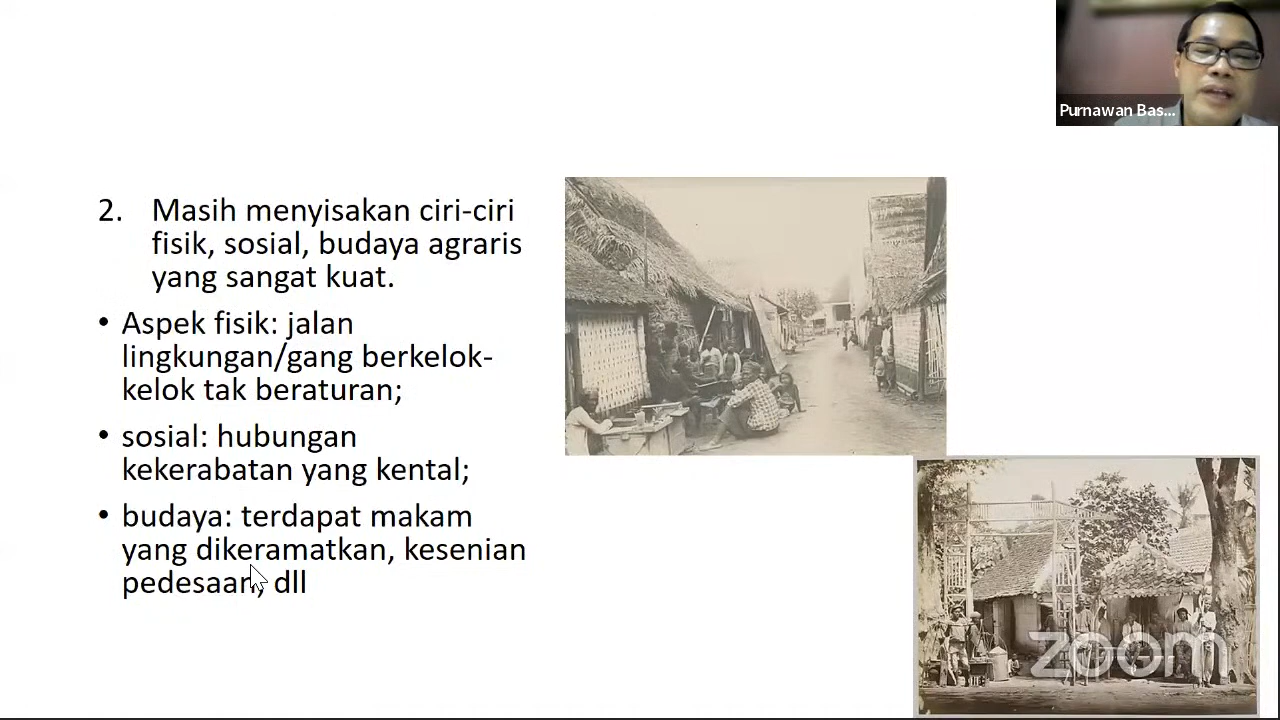 Purnawan Bas...
2. Masih menyisakan ciri-ciri
fisik, sosial, budaya agraris
yang sangat kuat.
• Aspek fisik: jalan
lingkungan/gang berkelok-
kelok tak beraturan;
• sosial: hubungan
kekerabatan yang kental;
• budaya: terdapat makam
yang dikeramatkan, kesenian
pedesaan, dll
zoom